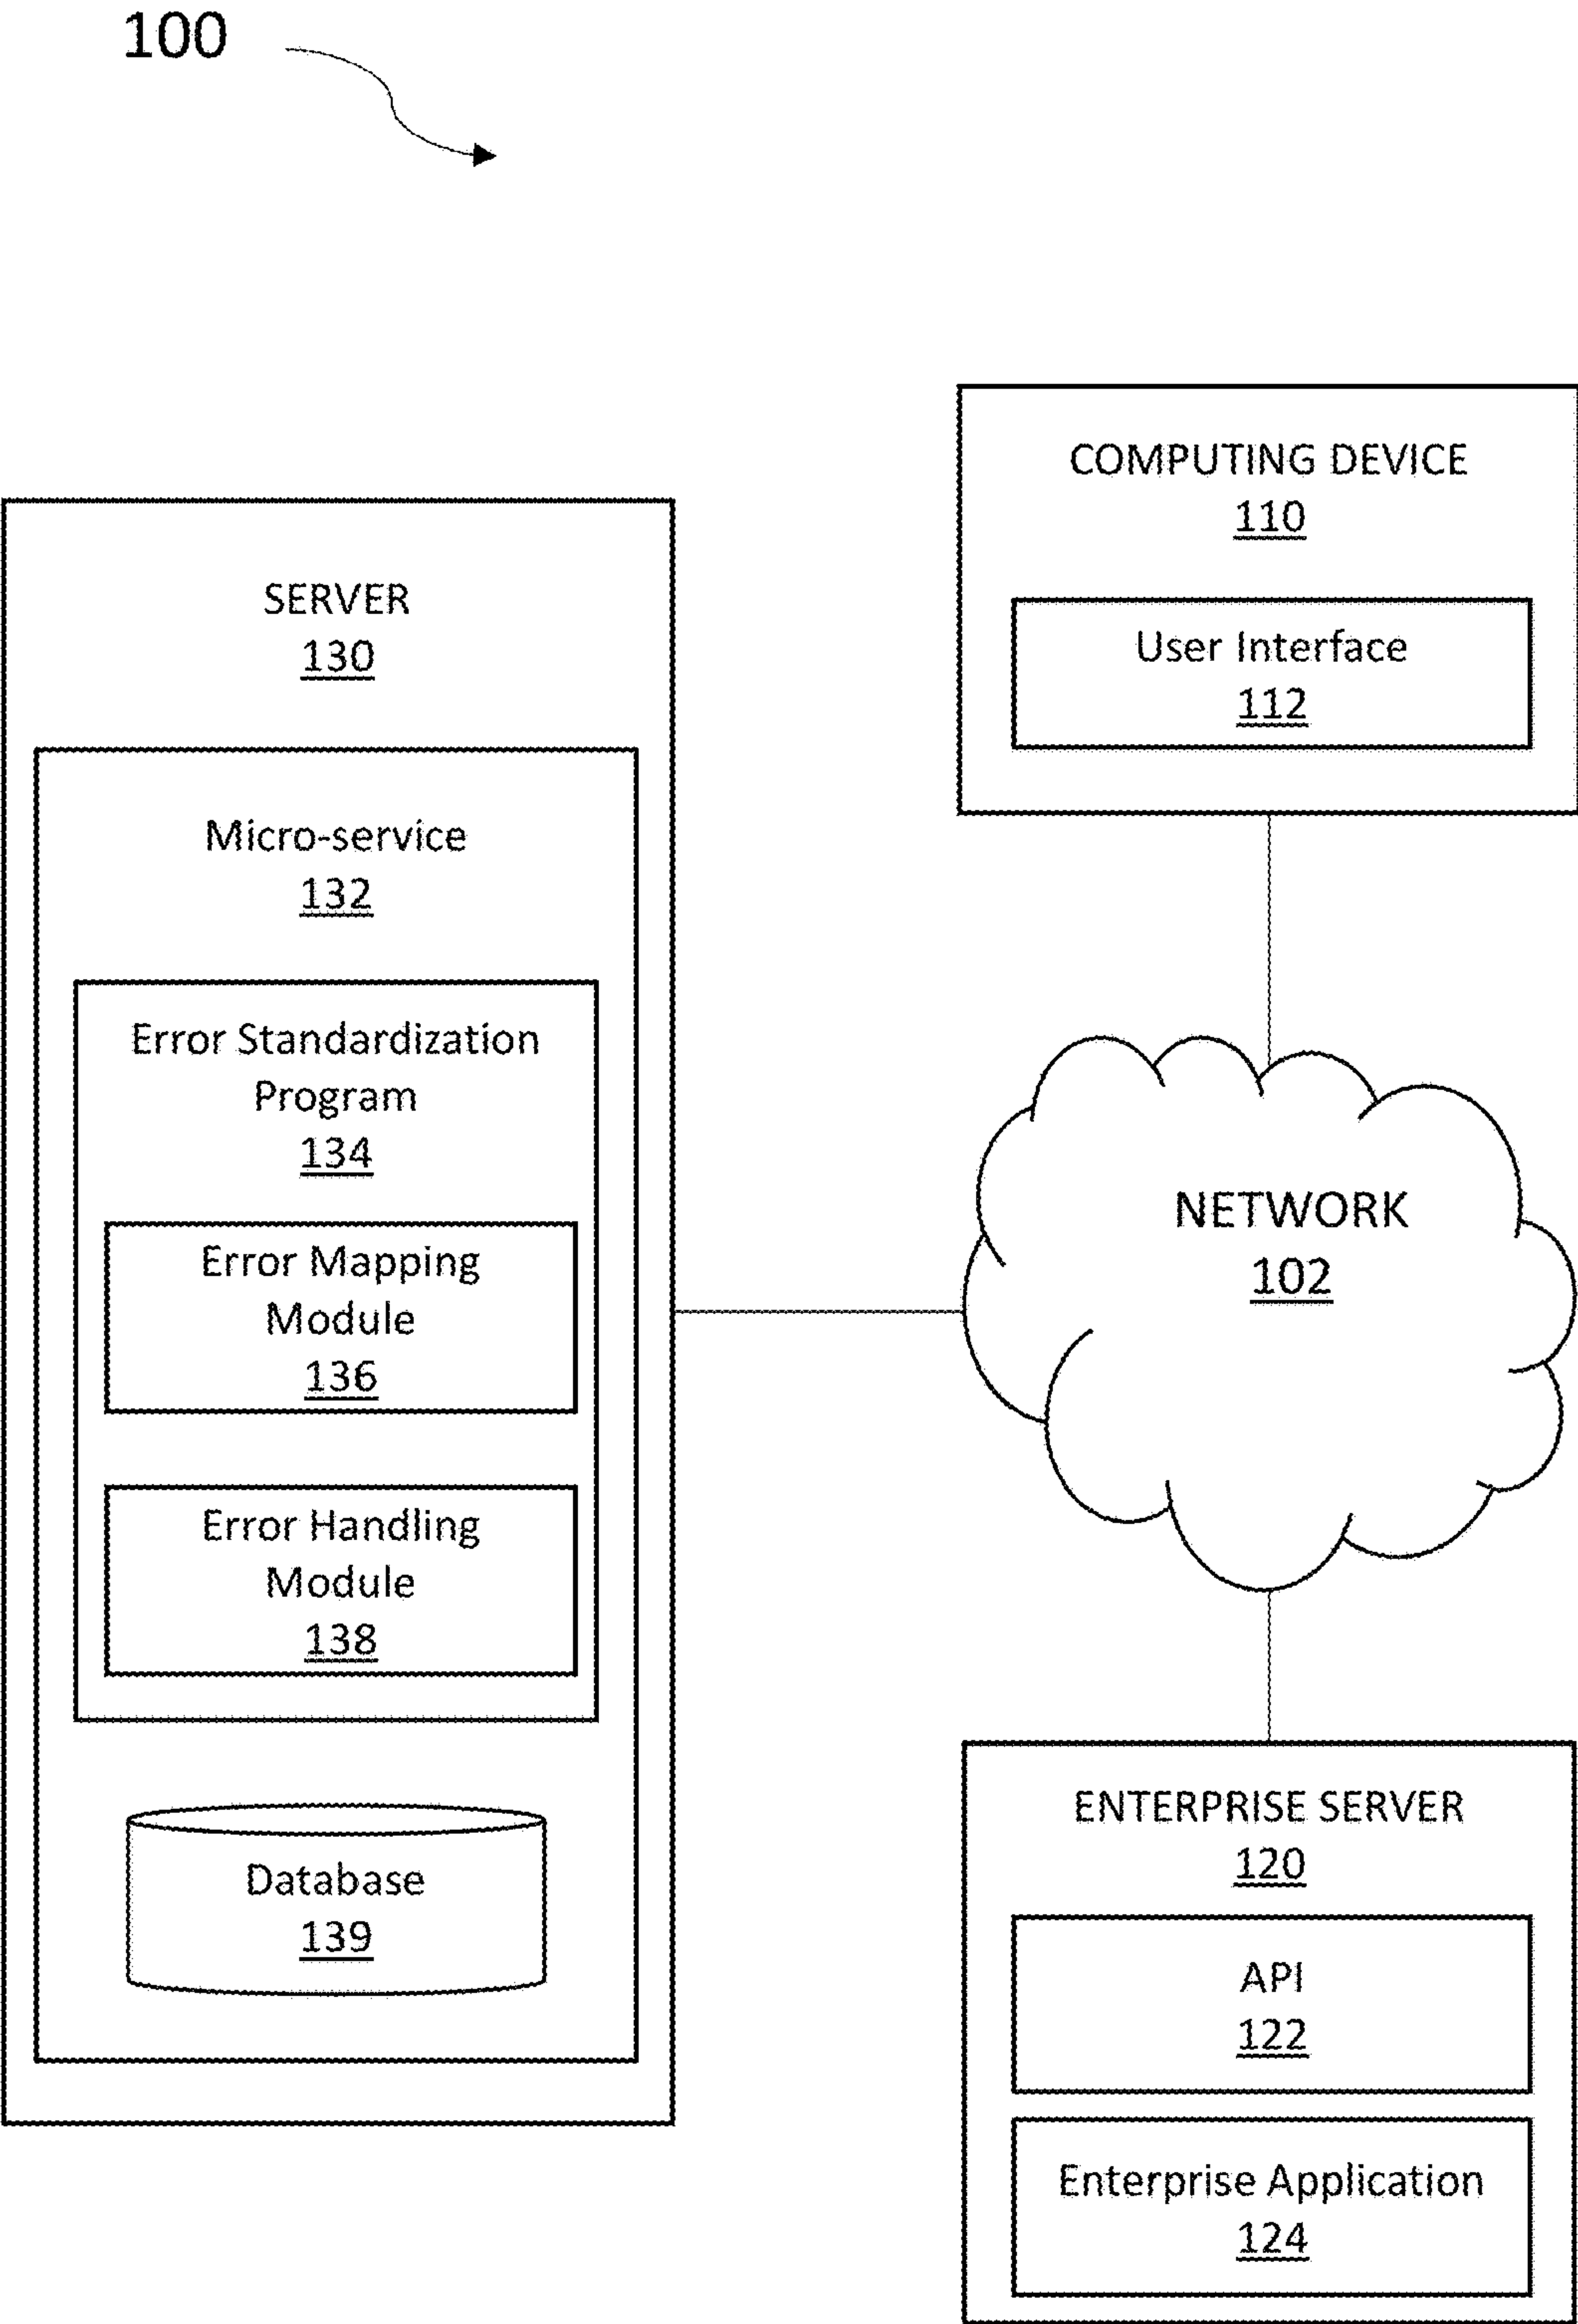 100
COMPUTING DEVICE
110
User Interface
112
SERVER
130
Micro-service
132
Error Standardization
Program
134
Error Mapping
Module
136
Error Handling
Module
138
Database
139
NETWORK
102
ENTERPRISE SERVER
120
API
122
Enterprise Application
124